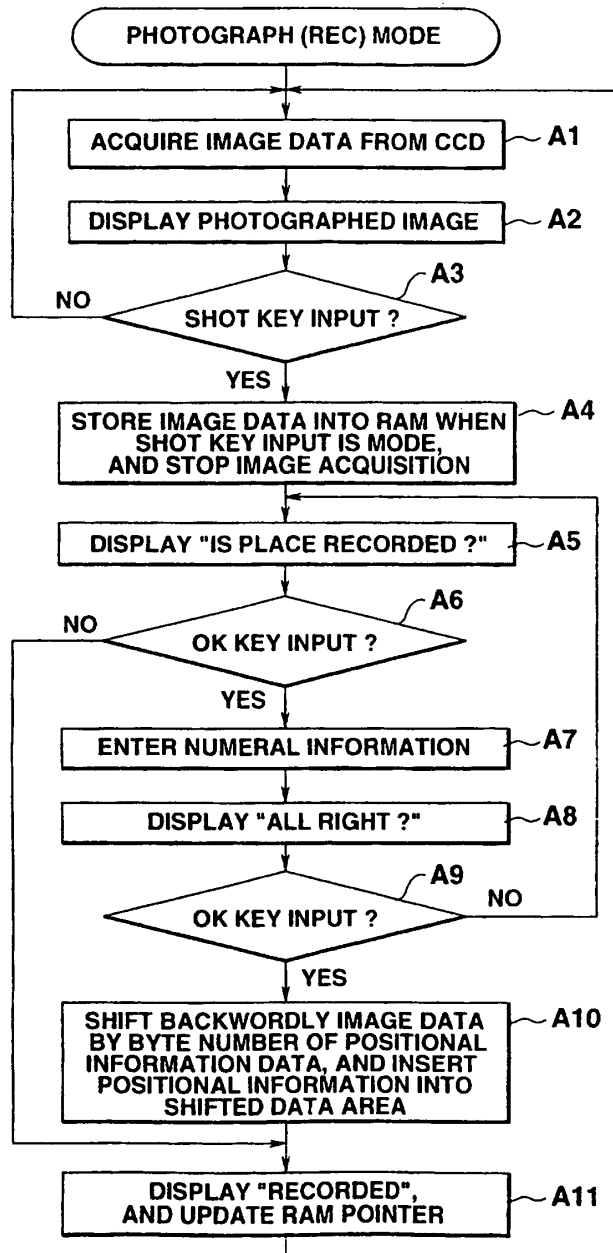 PHOTOGRAPH (REC) MODE
ACQUIRE IMAGE DATA FROM CCD
A1
DISPLAY PHOTOGRAPHED IMAGE
A2
A3
NO
SHOT KEY INPUT ?
YES
STORE IMAGE DATA INTO RAM WHEN
SHOT KEY INPUT IS MODE,
AND STOP IMAGE ACQUISITION
A4
DISPLAY "IS PLACE RECORDED ?"
A5
A6
NO
OK KEY INPUT ?
YES
ENTER NUMERAL INFORMATION
A7
DISPLAY "ALL RIGHT ?"
A8
A9
OK KEY INPUT ?
NO
YES
SHIFT BACKWORDLY IMAGE DATA
BY BYTE NUMBER OF POSITIONAL
INFORMATION DATA, AND INSERT
POSITIONAL INFORMATION INTO
SHIFTED DATA AREA
A10
DISPLAY "RECORDED",
AND UPDATE RAM POINTER
A11